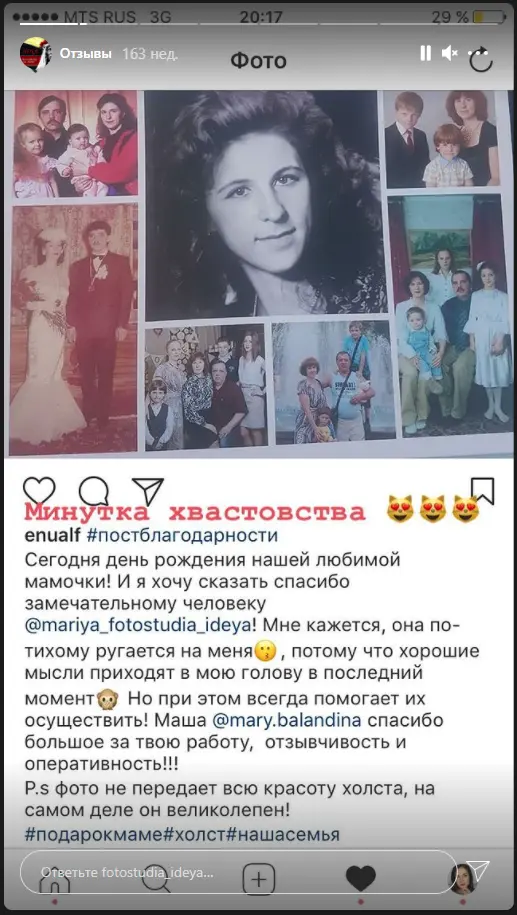 MTS RUS 3G 20:17 29 %
Отзывы 163 нед.
Фото
Минутка хвастовства
enualf #постблагодарности
Сегодня день рождения нашей любимой
мамочки! И я хочу сказать спасибо
замечательному человеку
@mariya_fotostudia_ideya! Мне кажется, она по-
тихому ругается на меня🤫, потому что хорошие
мысли приходят в мою голову в последний
момент🙊 Но при этом всегда помогает их
осуществить! Маша @mary.balandina спасибо
большое за твою работу, отзывчивость и
оперативность!!!
P.s фото не передает всю красоту холста, на
самом деле он великолепен!
#подарокмаме#холст#нашасемья
Ответьте fotostudia_ideya...